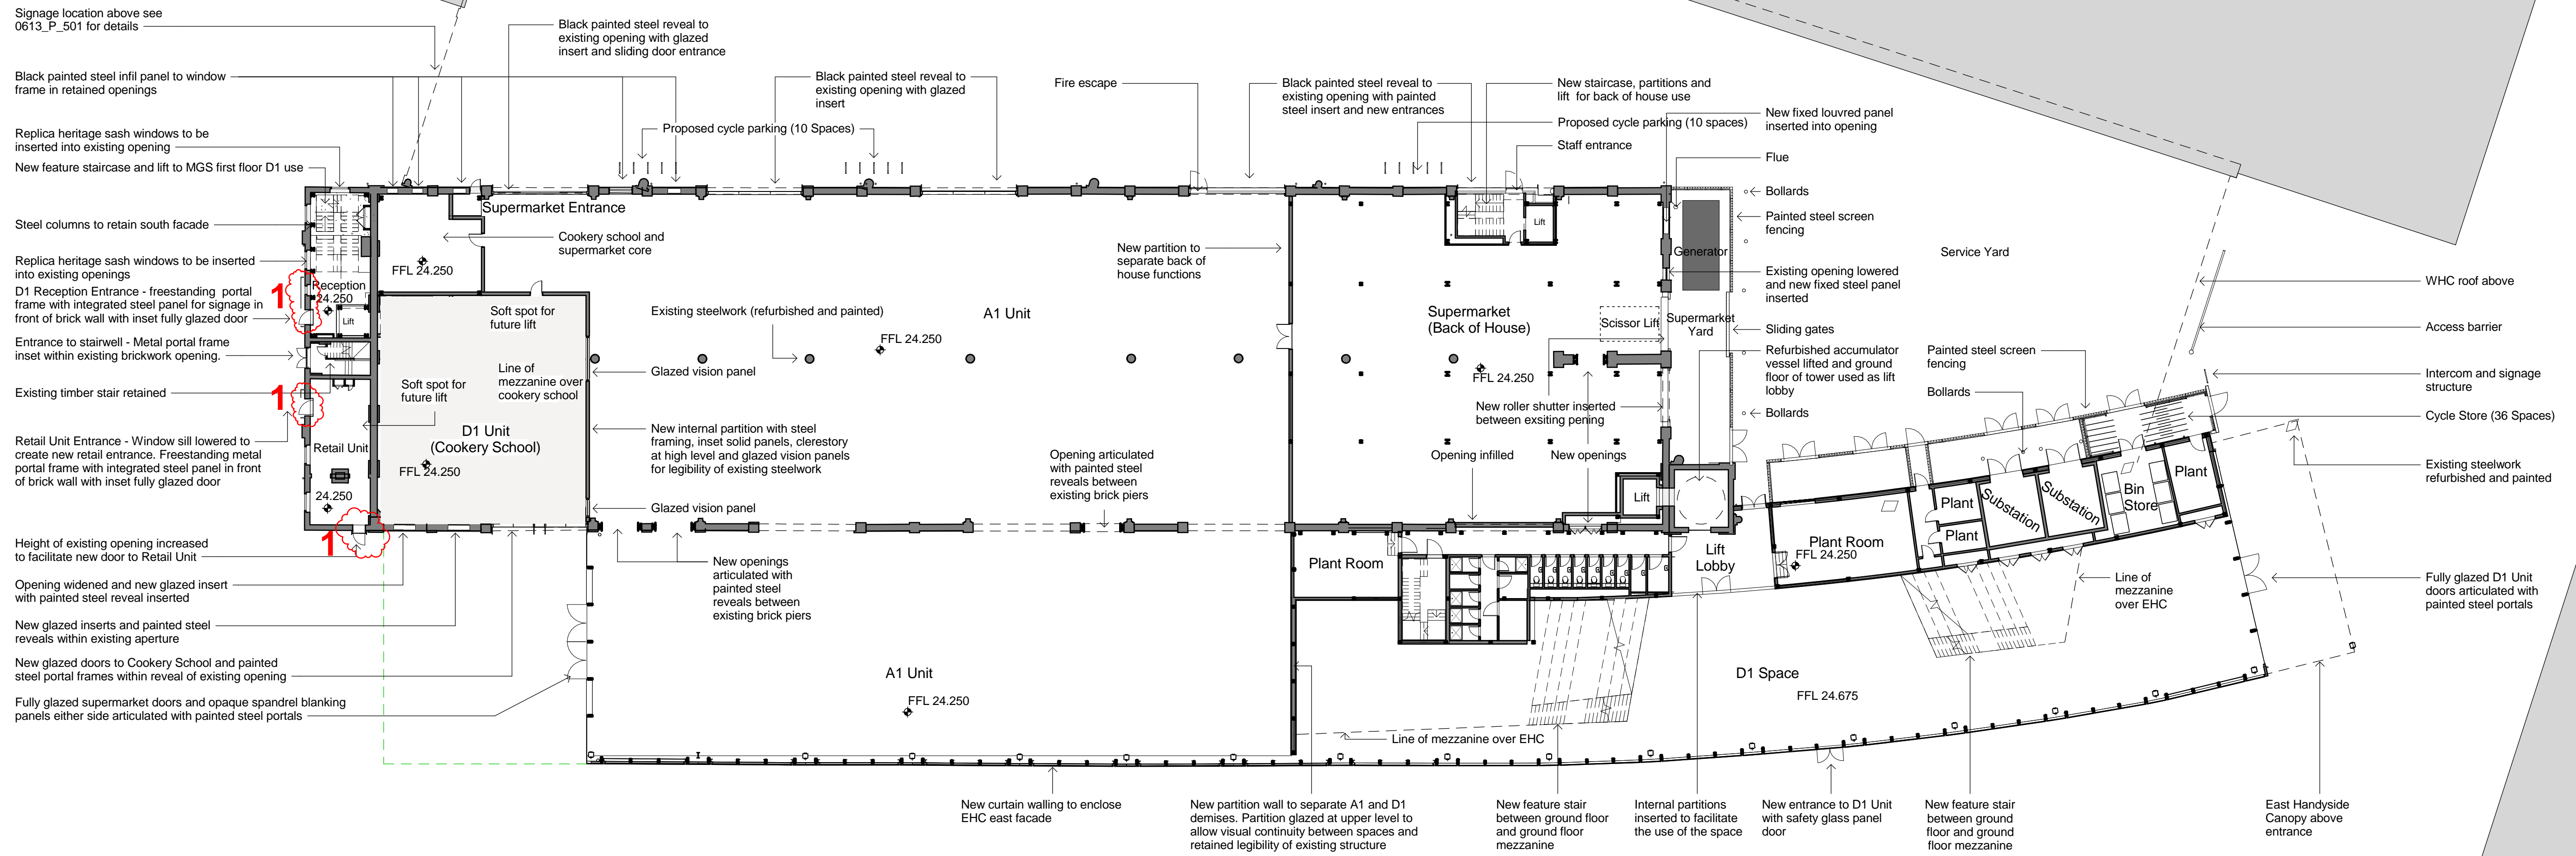 Signage location above see
0613_P_501 for details
Black painted steel infil panel to window
frame in retained openings
Replica heritage sash windows to be
inserted into existing opening
New feature staircase and lift to MGS first floor D1 use
Steel columns to retain south facade
Replica heritage sash windows to be inserted
into existing openings
D1 Reception Entrance - freestanding portal
frame with integrated steel panel for signage in
front of brick wall with inset fully glazed door
Entrance to stairwell - Metal portal frame
inset within existing brickwork opening.
Existing timber stair retained
Retail Unit Entrance - Window sill lowered to
create new retail entrance. Freestanding metal
portal frame with integrated steel panel in front
of brick wall with inset fully glazed door
Height of existing opening increased
to facilitate new door to Retail Unit
Opening widened and new glazed insert
with painted steel reveal inserted
New glazed inserts and painted steel
reveals within existing aperture
New glazed doors to Cookery School and painted
steel portal frames within reveal of existing opening
Fully glazed supermarket doors and opaque spandrel blanking
panels either side articulated with painted steel portals
1
1
1
Reception
24.250
Lift
Retail Unit
24.250
Black painted steel reveal to
existing opening with glazed
insert and sliding door entrance
Supermarket Entrance
Cookery school and
supermarket core
FFL 24.250
Soft spot for
future lift
Line of
mezzanine over
cookery school
Soft spot for
future lift
D1 Unit
(Cookery School)
FFL 24.250
Proposed cycle parking (10 Spaces)
Black painted steel reveal to
existing opening with glazed
insert
Existing steelwork (refurbished and painted)
A1 Unit
FFL 24.250
Glazed vision panel
New internal partition with steel
framing, inset solid panels, clerestory
at high level and glazed vision panels
for legibility of existing steelwork
Glazed vision panel
New openings
articulated with
painted steel
reveals between
existing brick piers
Opening articulated
with painted steel
reveals between
existing brick piers
Fire escape
Black painted steel reveal to
existing opening with painted
steel insert and new entrances
New partition to
separate back of
house functions
New staircase, partitions and
lift for back of house use
Proposed cycle parking (10 spaces)
Staff entrance
Lift
Supermarket
(Back of House)
FFL 24.250
Scissor Lift
New roller shutter inserted
between exsiting pening
Opening infilled
New openings
Lift
New fixed louvred panel
inserted into opening
Flue
Bollards
Painted steel screen
fencing
Generator
Existing opening lowered
and new fixed steel panel
inserted
Supermarket
Yard
Sliding gates
Refurbished accumulator
vessel lifted and ground
floor of tower used as lift
lobby
Bollards
Service Yard
Painted steel screen
fencing
Bollards
WHC roof above
Access barrier
Intercom and signage
structure
Cycle Store (36 Spaces)
Existing steelwork
refurbished and painted
Fully glazed D1 Unit
doors articulated with
painted steel portals
Plant Room
Lift
Lobby
Plant Room
FFL 24.250
Plant
Plant
Substation
Substation
Bin
Store
Plant
Line of
mezzanine
over EHC
A1 Unit
FFL 24.250
D1 Space
FFL 24.675
Line of mezzanine over EHC
New curtain walling to enclose
EHC east facade
New partition wall to separate A1 and D1
demises. Partition glazed at upper level to
allow visual continuity between spaces and
retained legibility of existing structure
New feature stair
between ground floor
and ground floor
mezzanine
Internal partitions
inserted to facilitate
the use of the space
New entrance to D1 Unit
with safety glass panel
door
New feature stair
between ground
floor and ground
floor mezzanine
East Handyside
Canopy above
entrance